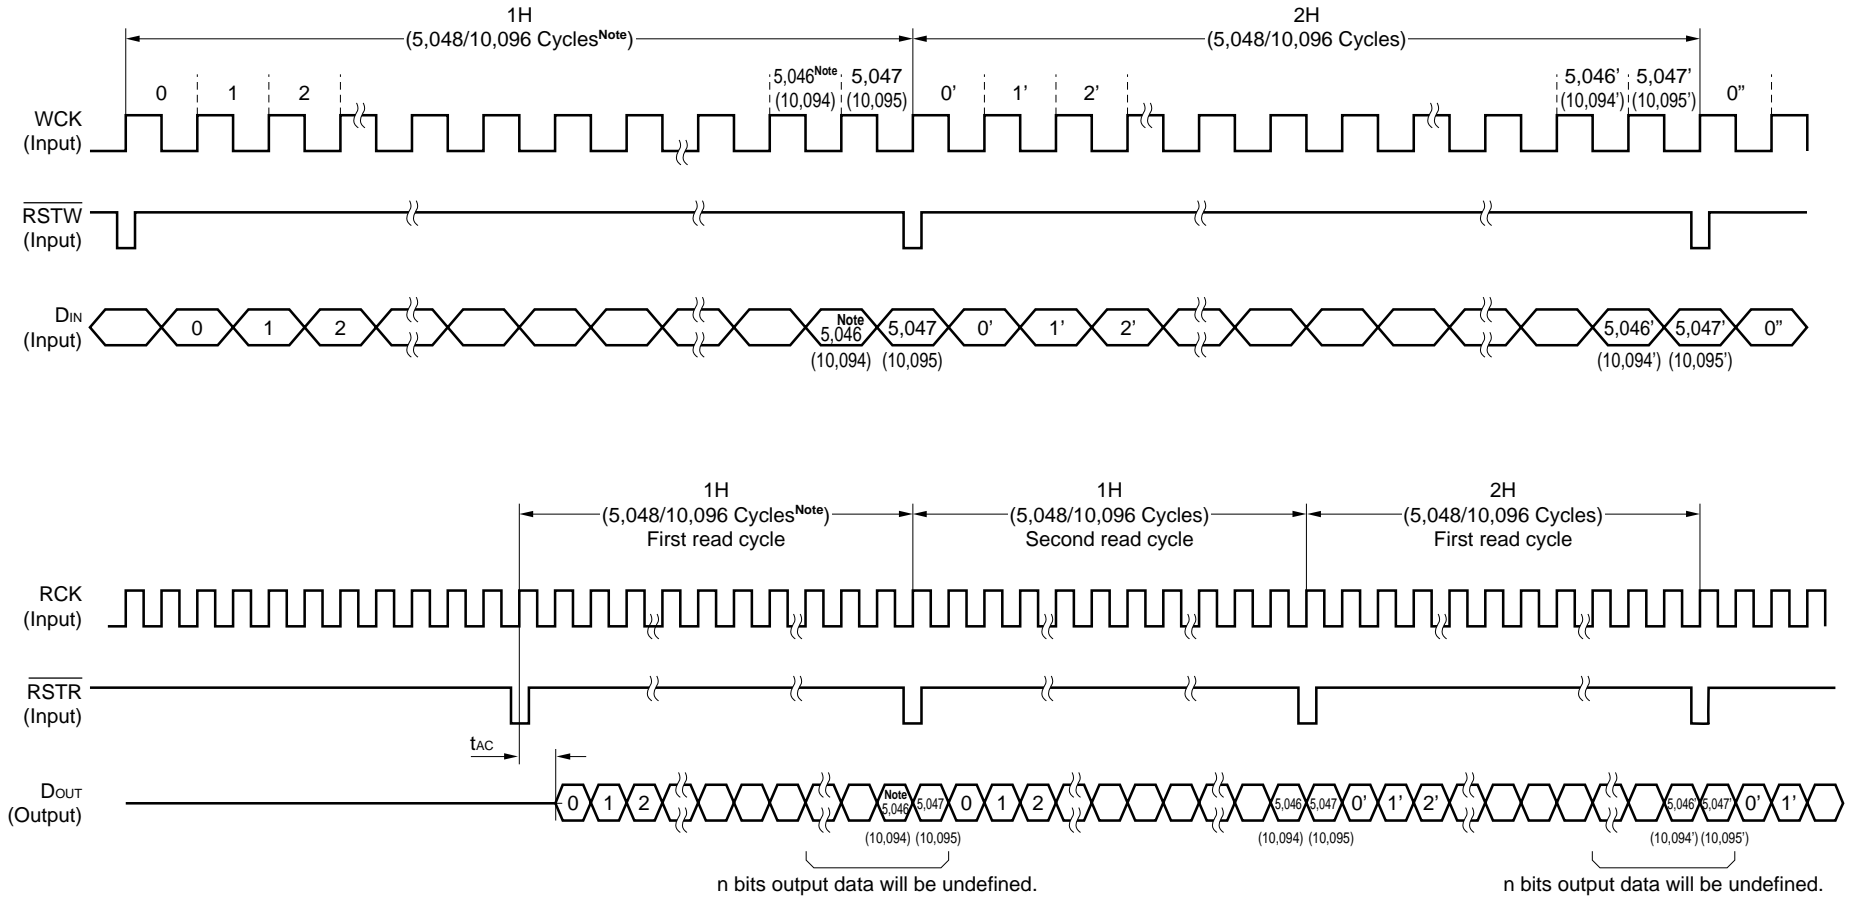 1H
(5,048/10,096 CyclesNote)
2H
(5,048/10,096 Cycles)
0 1 2
5,046Note
(10,094)
5,047
(10,095)
0' 1' 2'
5,046'
(10,094')
5,047'
(10,095')
0"
WCK
(Input)
RSTW
(Input)
DIN
(Input)
0 1 2
Note
5,046 5,047 0' 1' 2' 5,046' 5,047' 0"
(10,094) (10,095) (10,094') (10,095')
1H
(5,048/10,096 CyclesNote)
First read cycle
1H
(5,048/10,096 Cycles)
Second read cycle
2H
(5,048/10,096 Cycles)
First read cycle
RCK
(Input)
RSTR
(Input)
tAC
DOUT
(Output)
0 1 2
Note
5,046 5,047 0 1 2 5,046 5,047 0' 1' 2' 5,046' 5,047' 0' 1'
(10,094) (10,095) (10,094) (10,095) (10,094') (10,095')
n bits output data will be undefined.
n bits output data will be undefined.